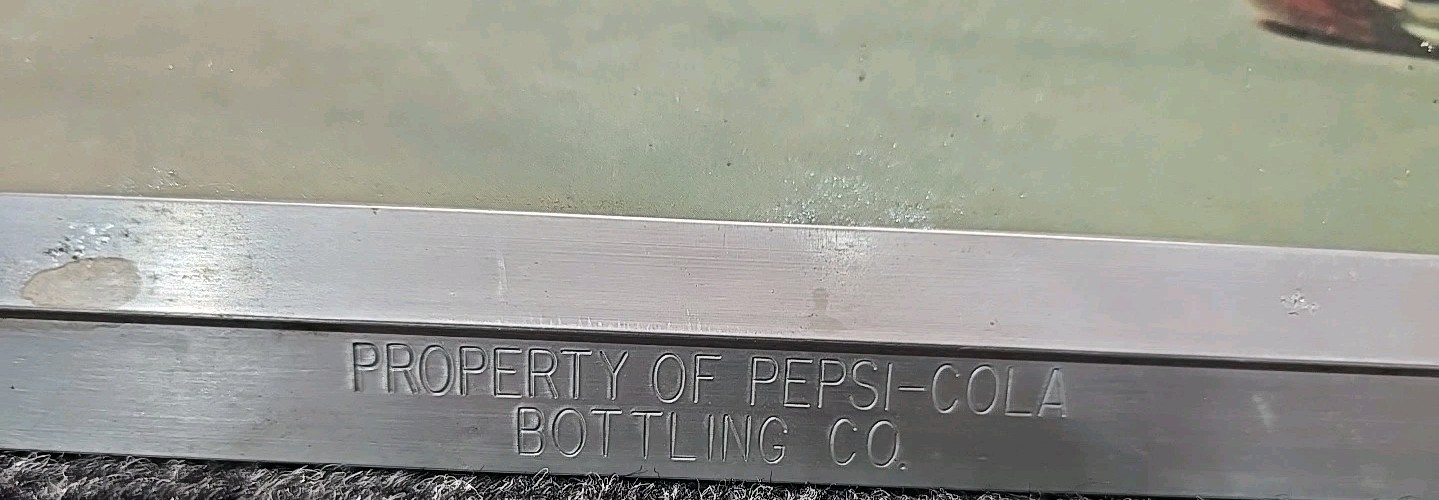 PROPERTY OF PEPSI-COLA
BOTTLING CO.